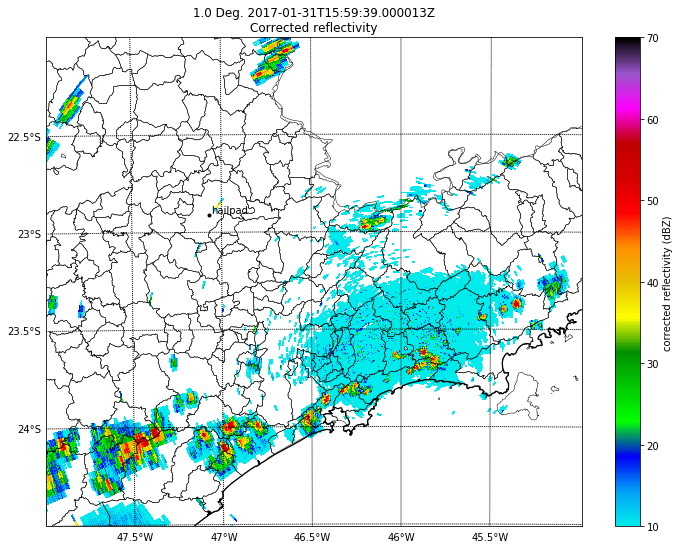 1.0 Deg. 2017-01-31T15:59:39.000013Z
Corrected reflectivity
70
60
50
40
30
20
10
corrected reflectivity (dBZ)
22.5°S
hailpad
23°S
23.5°S
24°S
47.5°W
47°W
46.5°W
46°W
45.5°W